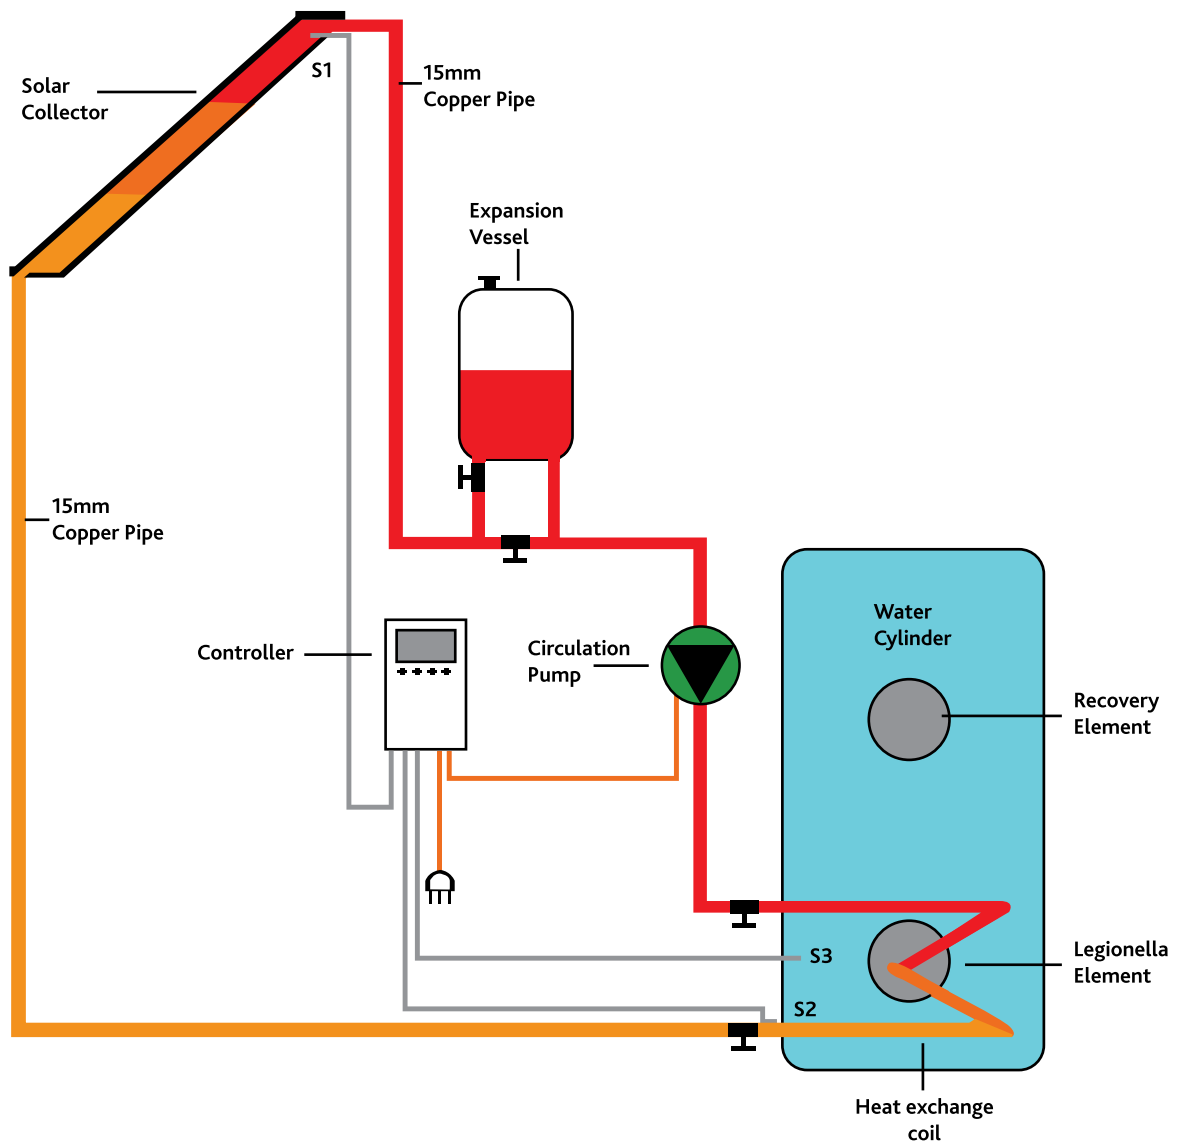 S1
Solar
Collector
15mm
Copper Pipe
Expansion
Vessel
15mm
Copper Pipe
Water
Cylinder
Controller
Circulation
Pump
Recovery
Element
S3
Legionella
Element
S2
Heat exchange
coil